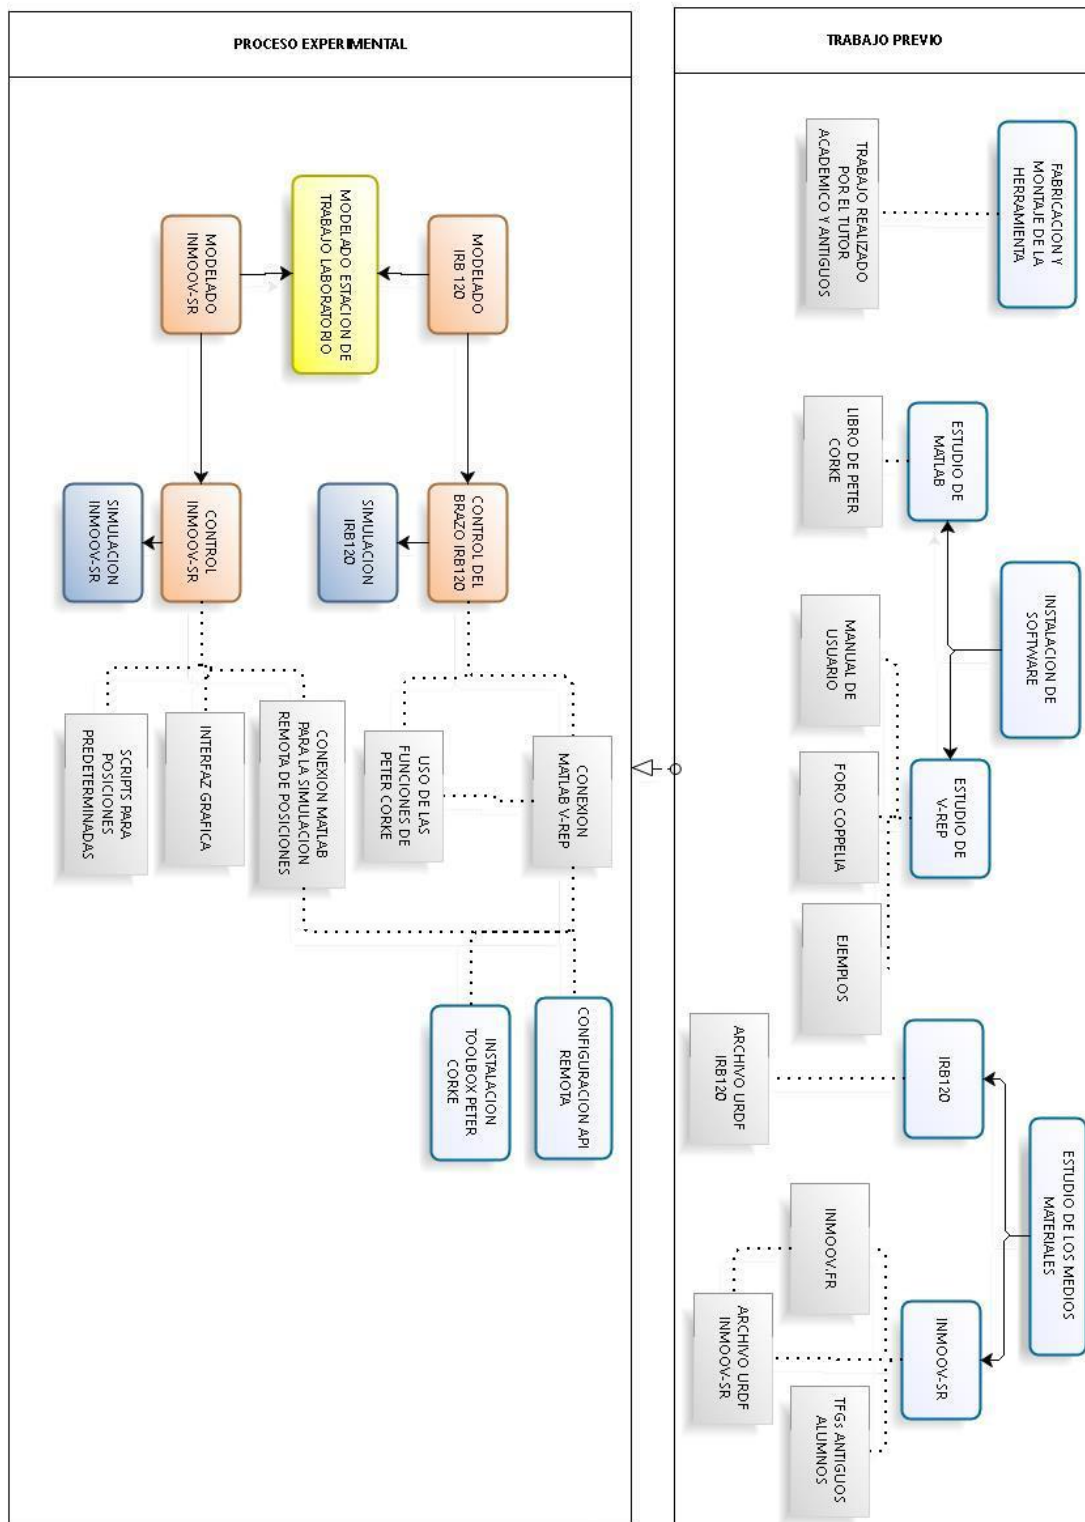 PROCESO EXPERIMENTAL
MODELADO
INMOOV-SR
MODELADO ESTACION DE
TRABAJO LABORATORIO
MODELADO
IRB 120
CONTROL
INMOOV-SR
SIMULACION
INMOOV-SR
CONTROL DEL
BRAZO IRB120
SIMULACION
IRB120
SCRIPTS PARA
POSICIONES
PREDETERMINADAS
INTERFAZ GRAFICA
CONEXION MATLAB
PARA LA SIMULACION
REMOTA DE POSICIONES
USO DE LAS
FUNCIONES DE
PETER CORKE
CONEXION
MATLAB V-REP
INSTALACION
TOOLBOX PETER
CORKE
CONFIGURACION API
REMOTA
TRABAJO PREVIO
FABRICACION Y
MONTAJE DE LA
HERRAMIENTA
TRABAJO REALIZADO
POR EL TUTOR
ACADEMICO Y ANTIGUOS
INSTALACION DE
SOFTWARE
ESTUDIO DE
MATLAB
LIBRO DE PETER
CORKE
ESTUDIO DE
V-REP
MANUAL DE
USUARIO
FORO COPPELIA
EJEMPLOS
ESTUDIO DE LOS MEDIOS
MATERIALES
IRB120
ARCHIVO URDF
IRB120
INMOOV-SR
INMOOV.FR
ARCHIVO URDF
INMOOV-SR
TFGs ANTIGUOS
ALUMNOS